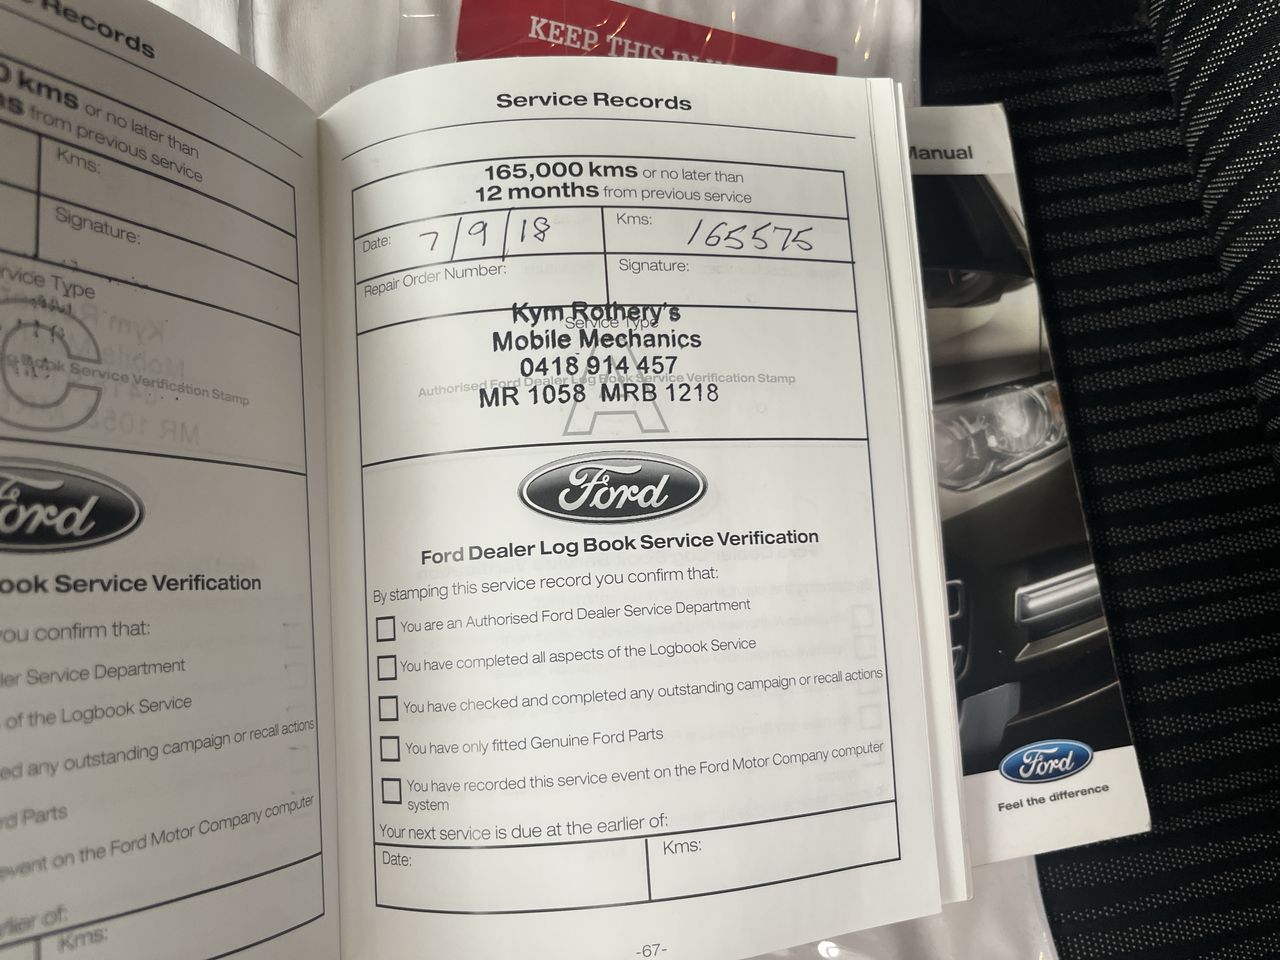 Records
0 kms or no later than
from previous service
Kms:
Signature:
Service Type
Log Book Service Verification Stamp
C
Ford
Book Service Verification
you confirm that:
Service Department
of the Logbook Service
any outstanding campaign or recall actions
Parts
event on the Ford Motor Company computer
of:
Kms:
KEEP THIS IN
Service Records
165,000 kms or no later than
12 months from previous service
Date: 7/9/18
Kms: 165575
Repair Order Number:
Signature:
Service Type
Kym Rothery's
Mobile Mechanics
0418 914 457
Authorised Ford Dealer Log Book Service Verification Stamp
MR 1058 MRB 1218
A
Ford
Ford Dealer Log Book Service Verification
By stamping this service record you confirm that:
You are an Authorised Ford Dealer Service Department
You have completed all aspects of the Logbook Service
You have checked and completed any outstanding campaign or recall actions
You have only fitted Genuine Ford Parts
You have recorded this service event on the Ford Motor Company computer
system
Your next service is due at the earlier of:
Date:
Kms:
-67-
Manual
Ford
Feel the difference